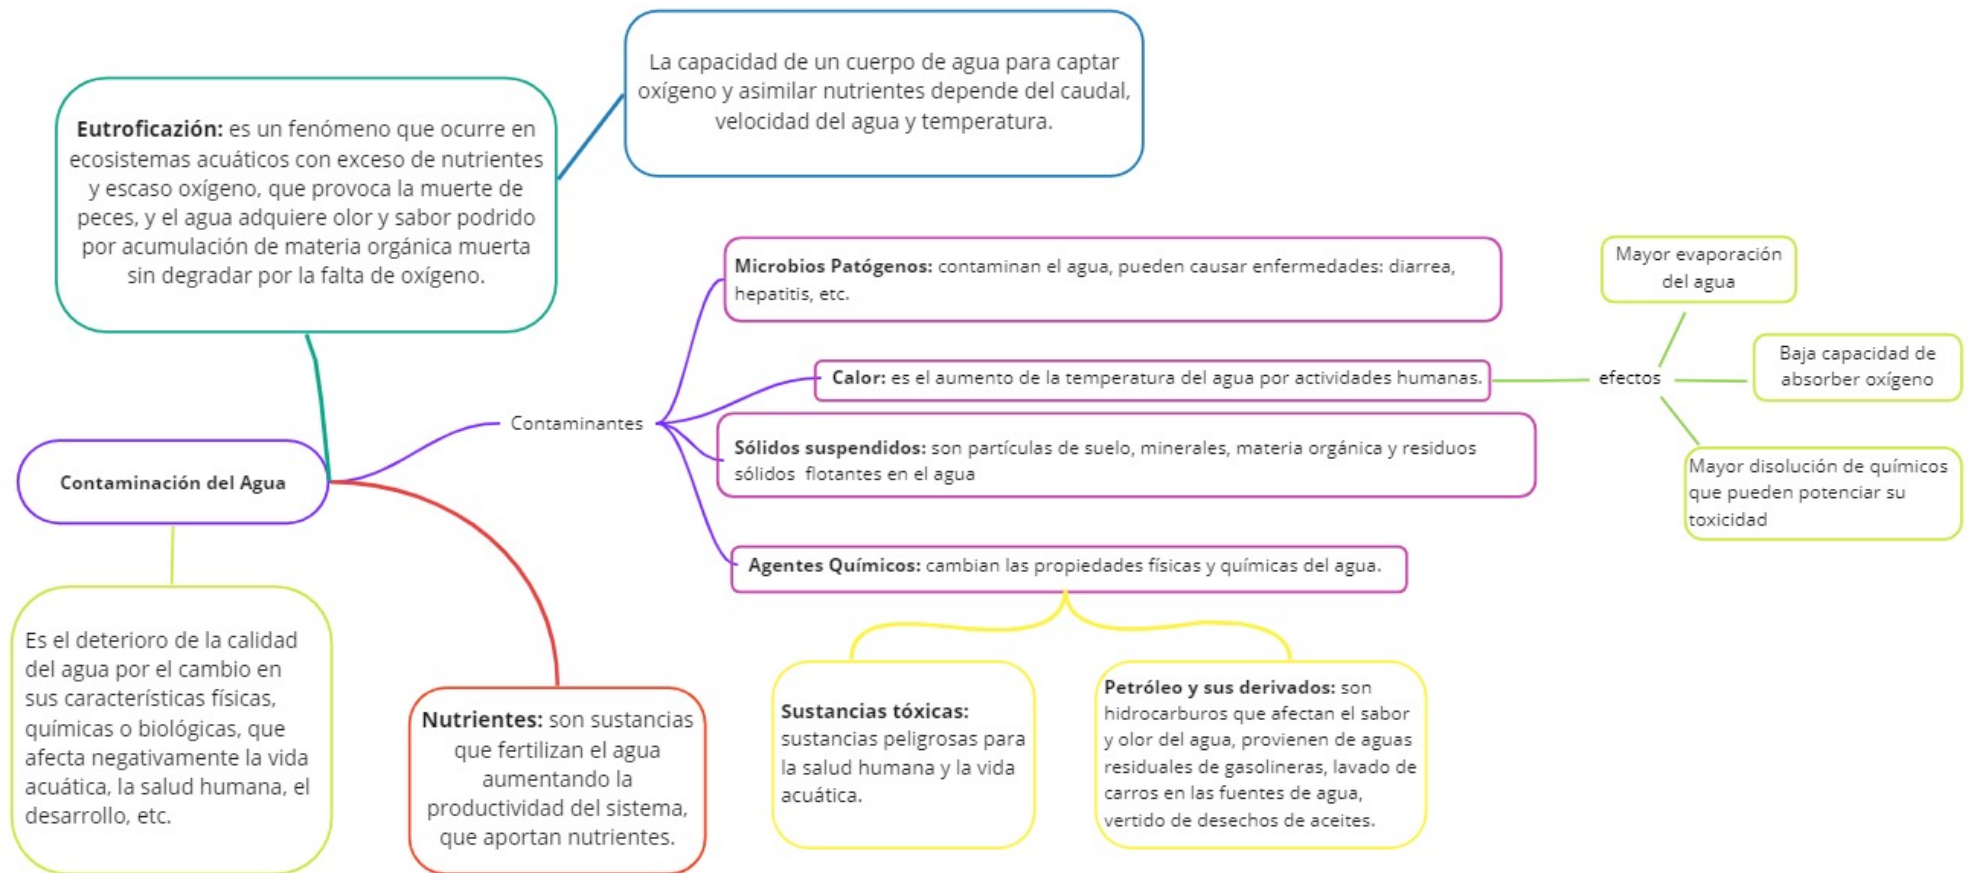 La capacidad de un cuerpo de agua para captar
oxígeno y asimilar nutrientes depende del caudal,
velocidad del agua y temperatura.
Eutroficazión: es un fenómeno que ocurre en
ecosistemas acuáticos con exceso de nutrientes
y escaso oxígeno, que provoca la muerte de
peces, y el agua adquiere olor y sabor podrido
por acumulación de materia orgánica muerta
sin degradar por la falta de oxígeno.
Microbios Patógenos: contaminan el agua, pueden causar enfermedades: diarrea,
hepatitis, etc.
Mayor evaporación
del agua
Calor: es el aumento de la temperatura del agua por actividades humanas.
efectos
Baja capacidad de
absorber oxígeno
Contaminantes
Sólidos suspendidos: son partículas de suelo, minerales, materia orgánica y residuos
sólidos flotantes en el agua
Mayor disolución de químicos
que pueden potenciar su
toxicidad
Contaminación del Agua
Agentes Químicos: cambian las propiedades físicas y químicas del agua.
Es el deterioro de la calidad
del agua por el cambio en
sus características físicas,
químicas o biológicas, que
afecta negativamente la vida
acuática, la salud humana, el
desarrollo, etc.
Nutrientes: son sustancias
que fertilizan el agua
aumentando la
productividad del sistema,
que aportan nutrientes.
Sustancias tóxicas:
sustancias peligrosas para
la salud humana y la vida
acuática.
Petróleo y sus derivados: son
hidrocarburos que afectan el sabor
y olor del agua, provienen de aguas
residuales de gasolineras, lavado de
carros en las fuentes de agua,
vertido de desechos de aceites.